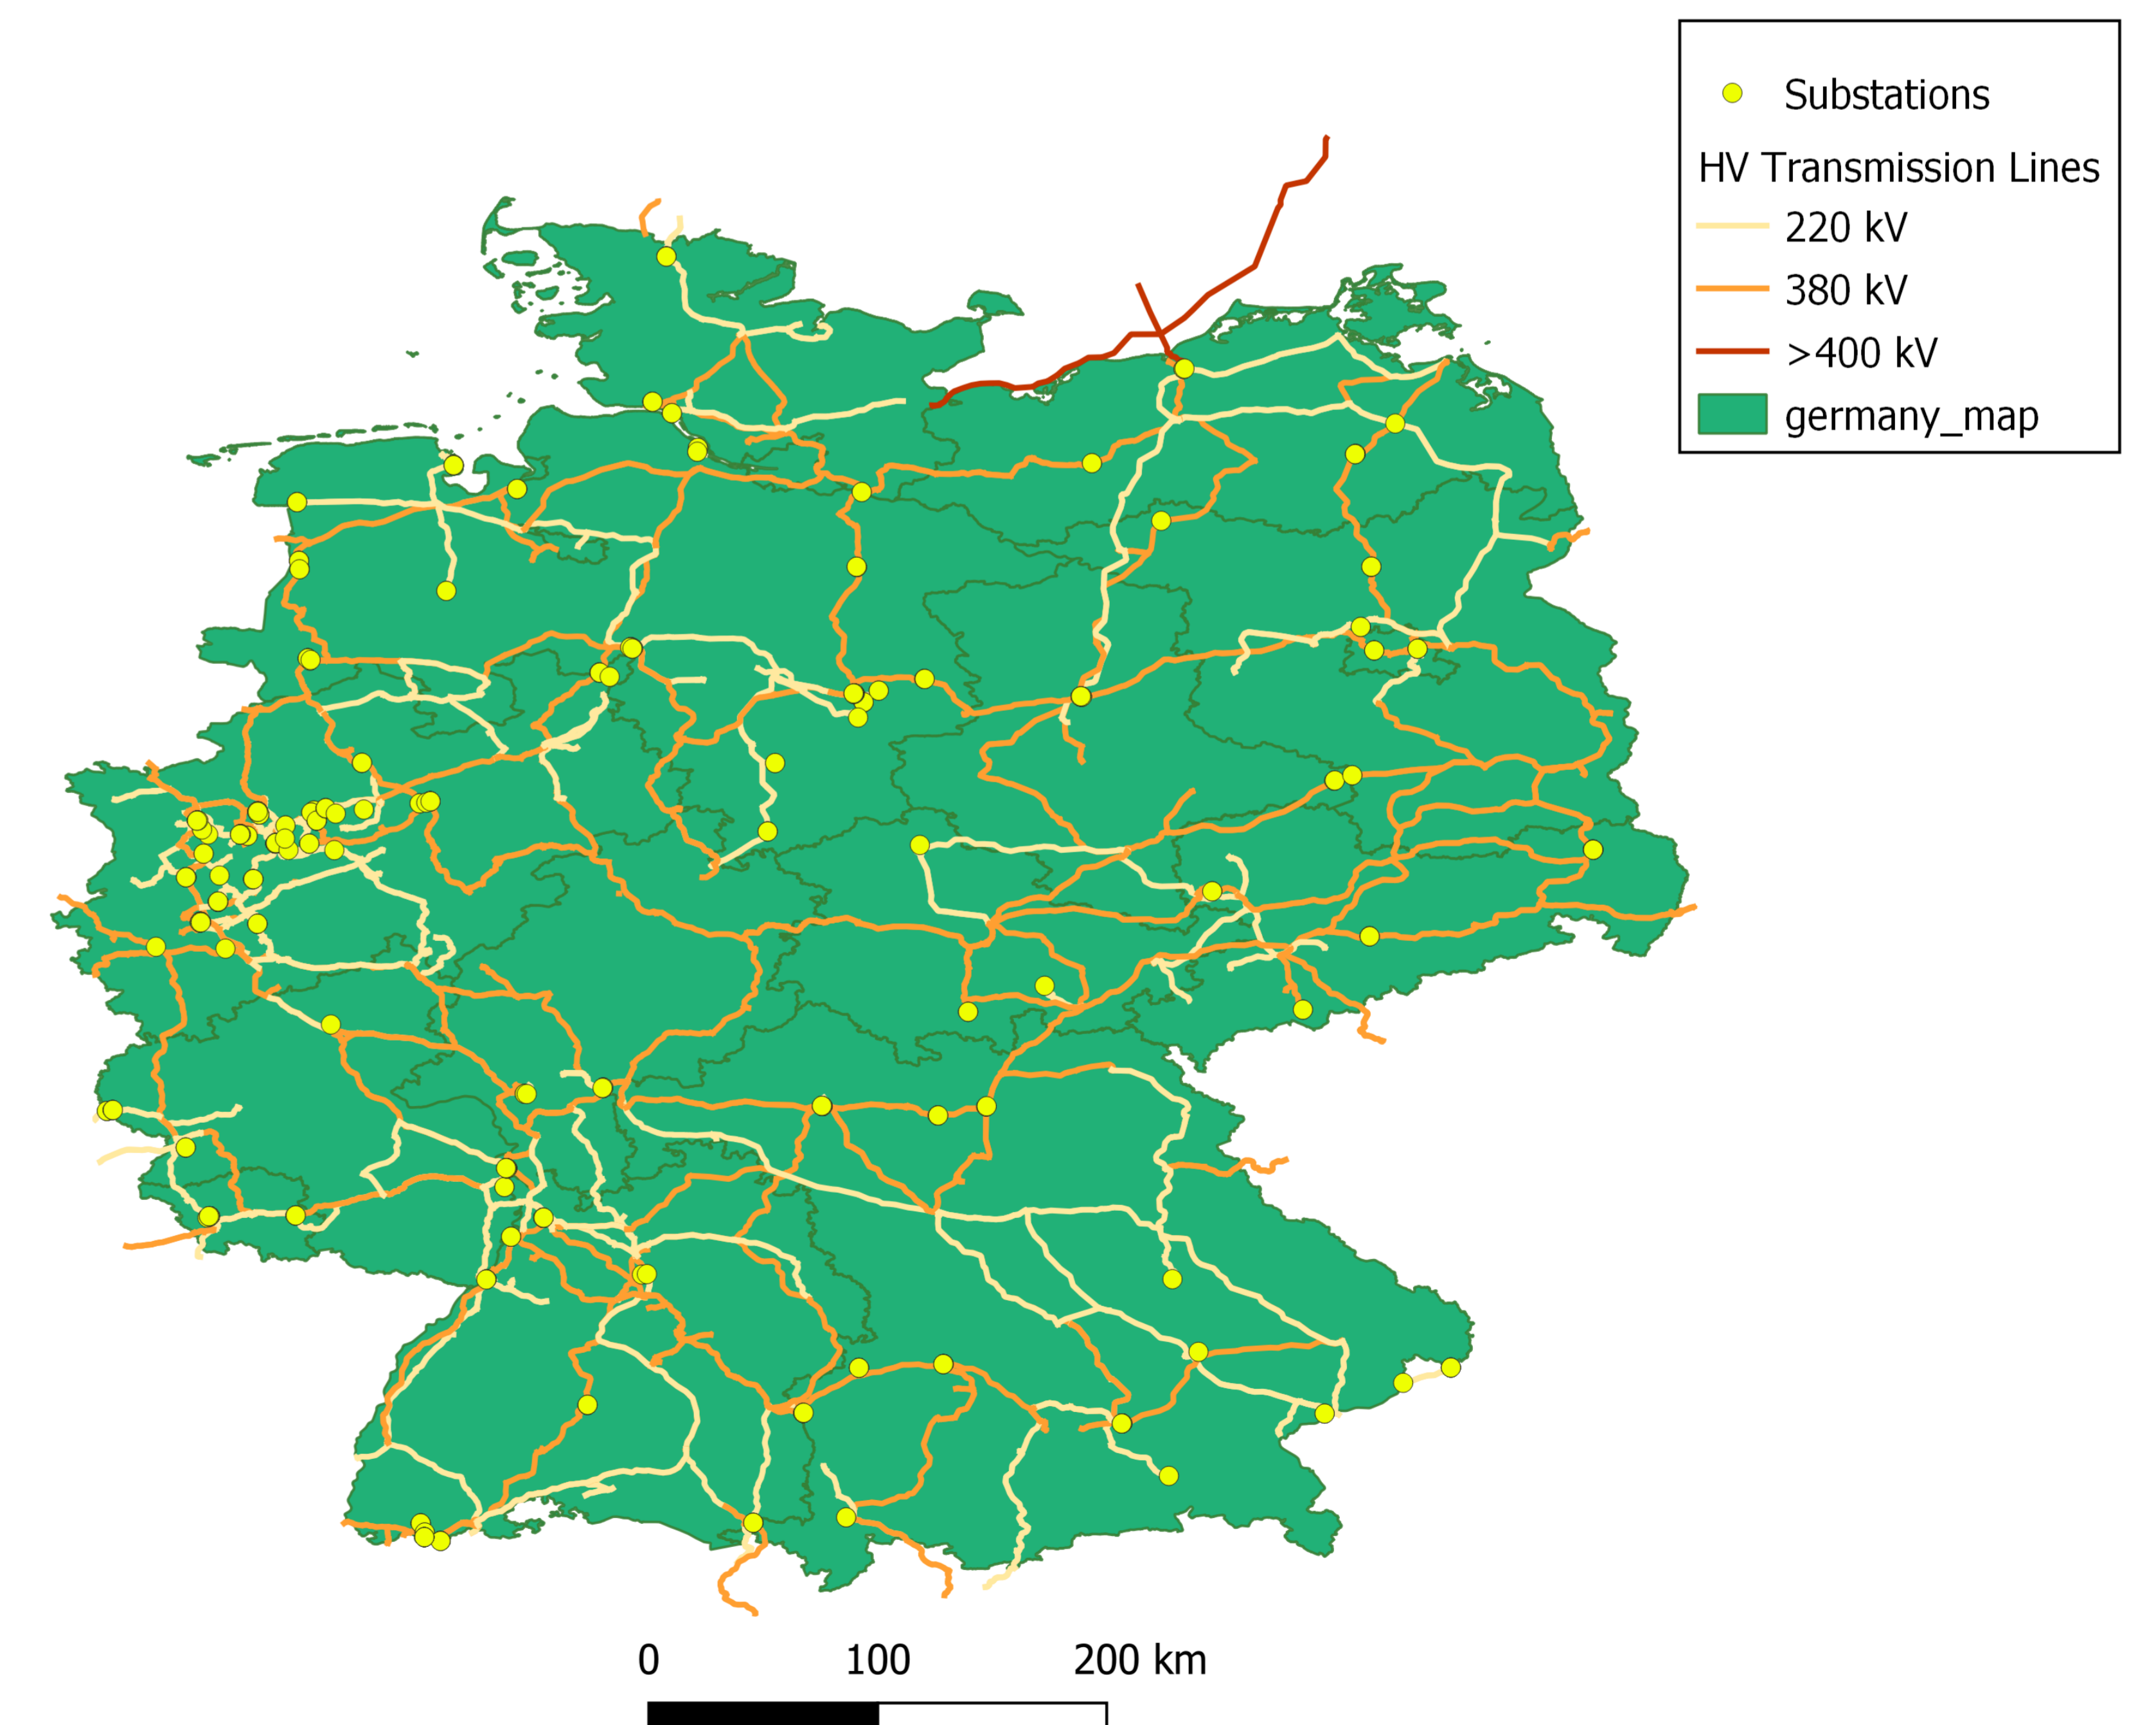 Substations
HV Transmission Lines
220 kV
380 kV
>400 kV
germany_map
0 100 200 km